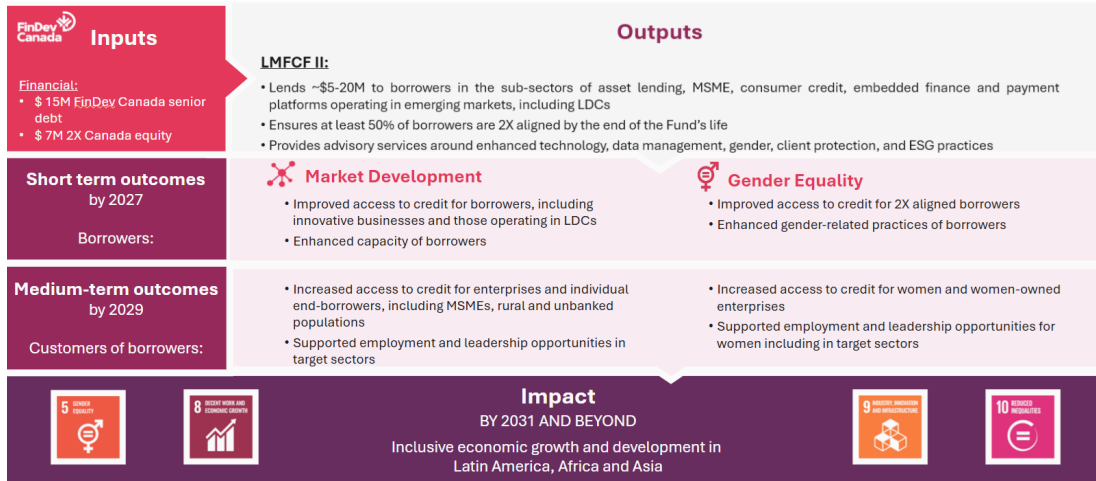 FinDev
Canada
Inputs
Financial:
• $ 15M FinDev Canada senior
debt
• $ 7M 2X Canada equity
Outputs
LMFCF II:
• Lends ~$5-20M to borrowers in the sub-sectors of asset lending, MSME, consumer credit, embedded finance and payment
platforms operating in emerging markets, including LDCs
• Ensures at least 50% of borrowers are 2X aligned by the end of the Fund's life
• Provides advisory services around enhanced technology, data management, gender, client protection, and ESG practices
Short term outcomes
by 2027
Borrowers:
Market Development
• Improved access to credit for borrowers, including
innovative businesses and those operating in LDCs
• Enhanced capacity of borrowers
Gender Equality
• Improved access to credit for 2X aligned borrowers
• Enhanced gender-related practices of borrowers
Medium-term outcomes
by 2029
Customers of borrowers:
• Increased access to credit for enterprises and individual
end-borrowers, including MSMEs, rural and unbanked
populations
• Supported employment and leadership opportunities in
target sectors
• Increased access to credit for women and women-owned
enterprises
• Supported employment and leadership opportunities for
women including in target sectors
5 GENDER
EQUALITY
8 DECENT WORK AND
ECONOMIC GROWTH
Impact
BY 2031 AND BEYOND
Inclusive economic growth and development in
Latin America, Africa and Asia
9 INDUSTRY, INNOVATION
AND INFRASTRUCTURE
10 REDUCED
INEQUALITIES